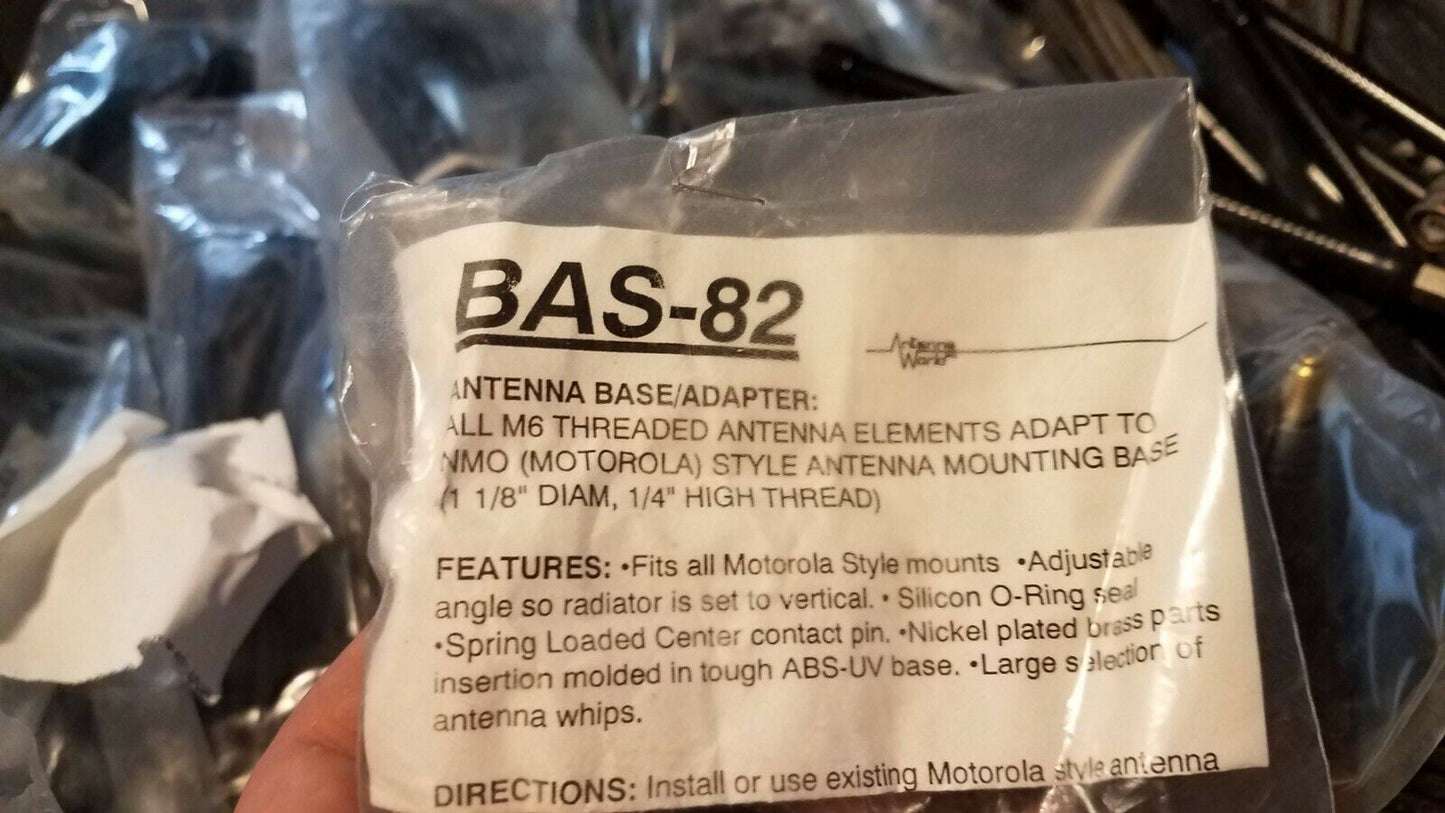 BAS-82
Antenna
World
ANTENNA BASE/ADAPTER:
ALL M6 THREADED ANTENNA ELEMENTS ADAPT TO
NMO (MOTOROLA) STYLE ANTENNA MOUNTING BASE
(1 1/8" DIAM, 1/4" HIGH THREAD)
FEATURES: •Fits all Motorola Style mounts •Adjustable
angle so radiator is set to vertical. • Silicon O-Ring seal
•Spring Loaded Center contact pin. •Nickel plated brass parts
insertion molded in tough ABS-UV base. •Large selection of
antenna whips.
DIRECTIONS: Install or use existing Motorola style antenna